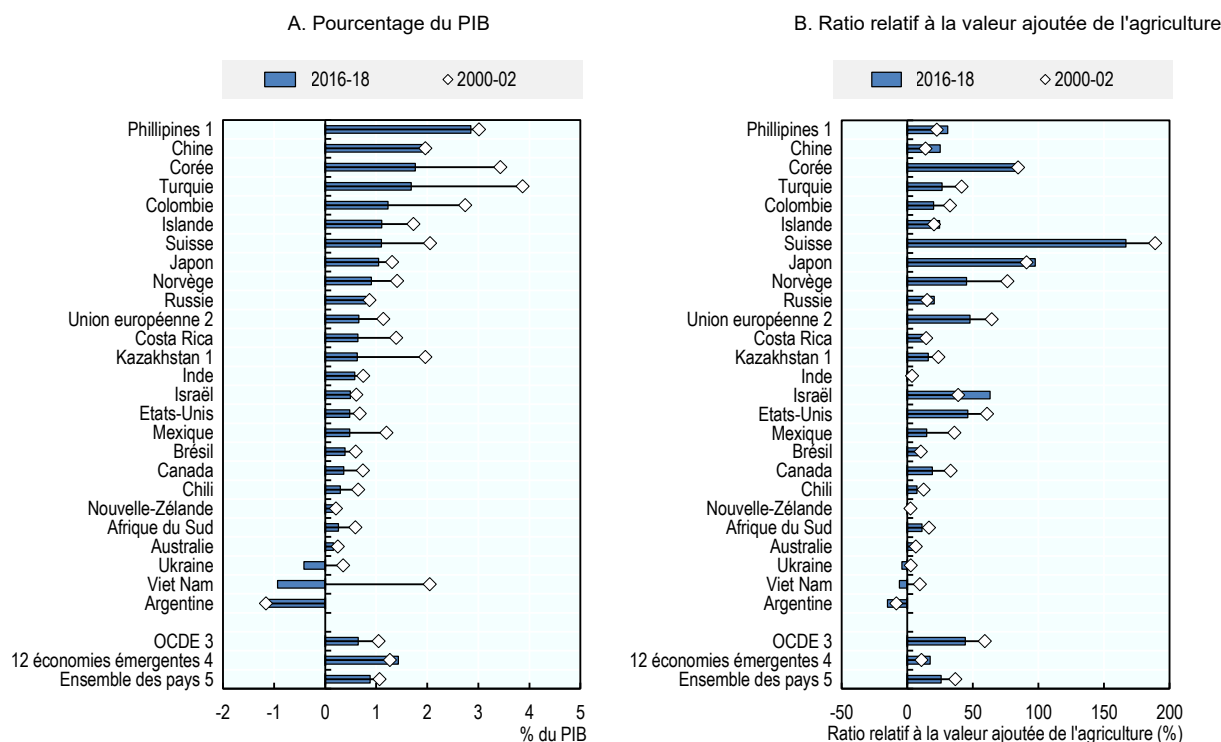 A. Pourcentage du PIB
2016-18
2000-02
Phillipines 1
Chine
Corée
Turquie
Colombie
Islande
Suisse
Japon
Norvège
Russie
Union européenne 2
Costa Rica
Kazakhstan 1
Inde
Israël
Etats-Unis
Mexique
Brésil
Canada
Chili
Nouvelle-Zélande
Afrique du Sud
Australie
Ukraine
Viet Nam
Argentine
OCDE 3
12 économies émergentes 4
Ensemble des pays 5
-2 -1 0 1 2 3 4 5
% du PIB
B. Ratio relatif à la valeur ajoutée de l'agriculture
2016-18
2000-02
Phillipines 1
Chine
Corée
Turquie
Colombie
Islande
Suisse
Japon
Norvège
Russie
Union européenne 2
Costa Rica
Kazakhstan 1
Inde
Israël
Etats-Unis
Mexique
Brésil
Canada
Chili
Nouvelle-Zélande
Afrique du Sud
Australie
Ukraine
Viet Nam
Argentine
OCDE 3
12 économies émergentes 4
Ensemble des pays 5
-50 0 50 100 150 200
Ratio relatif à la valeur ajoutée de l'agriculture (%)